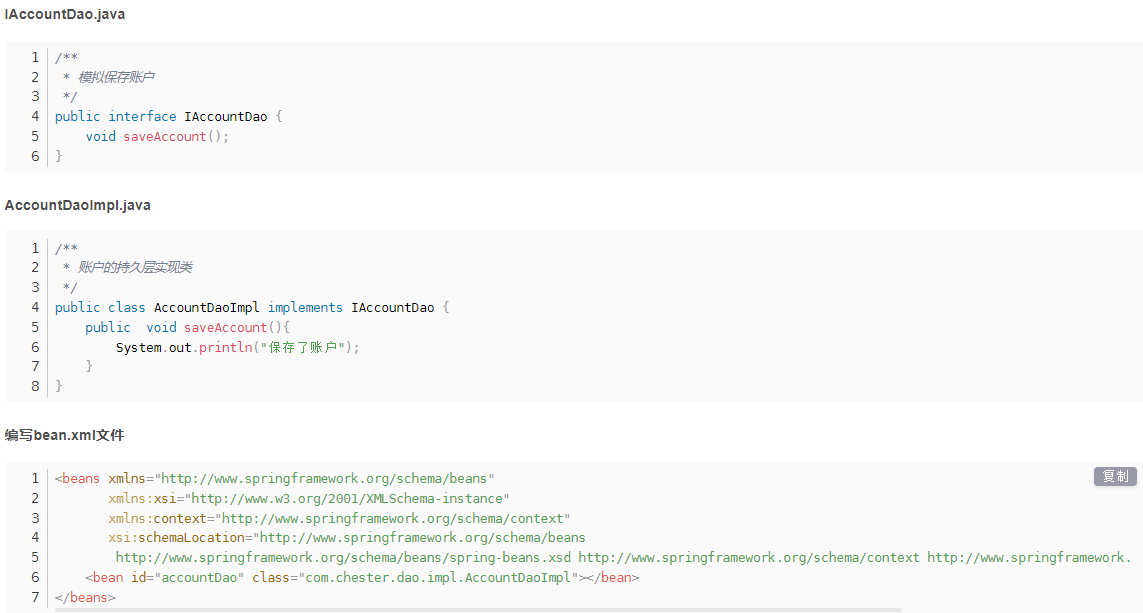 IAccountDao.java
1 /**
2  * 模拟保存账户
3  */
4 public interface IAccountDao {
5     void saveAccount();
6 }
AccountDaoImpl.java
1 /**
2  * 账户的持久层实现类
3  */
4 public class AccountDaoImpl implements IAccountDao {
5     public  void saveAccount(){
6         System.out.println("保存了账户");
7     }
8 }
编写bean.xml文件
复制
1 <beans xmlns="http://www.springframework.org/schema/beans"
2        xmlns:xsi="http://www.w3.org/2001/XMLSchema-instance"
3        xmlns:context="http://www.springframework.org/schema/context"
4        xsi:schemaLocation="http://www.springframework.org/schema/beans
5         http://www.springframework.org/schema/beans/spring-beans.xsd http://www.springframework.org/schema/context http://www.springframework.
6     <bean id="accountDao" class="com.chester.dao.impl.AccountDaoImpl"></bean>
7 </beans>